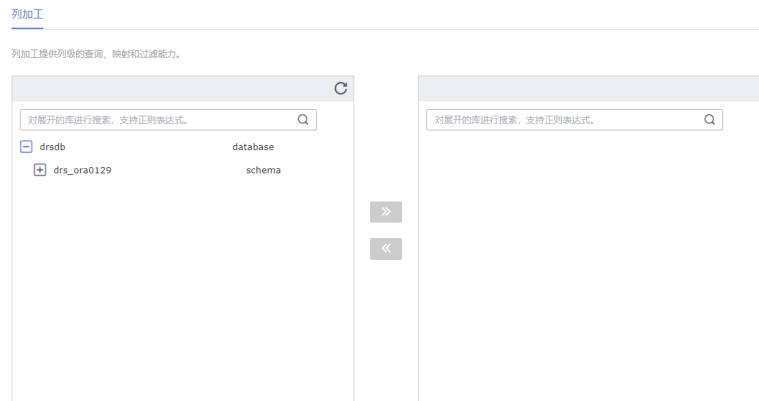 列加工
列加工提供列级的查询、映射和过滤能力。
对展开的库进行搜索，支持正则表达式。
对展开的库进行搜索，支持正则表达式。
drsdb database
drs_ora0129 schema